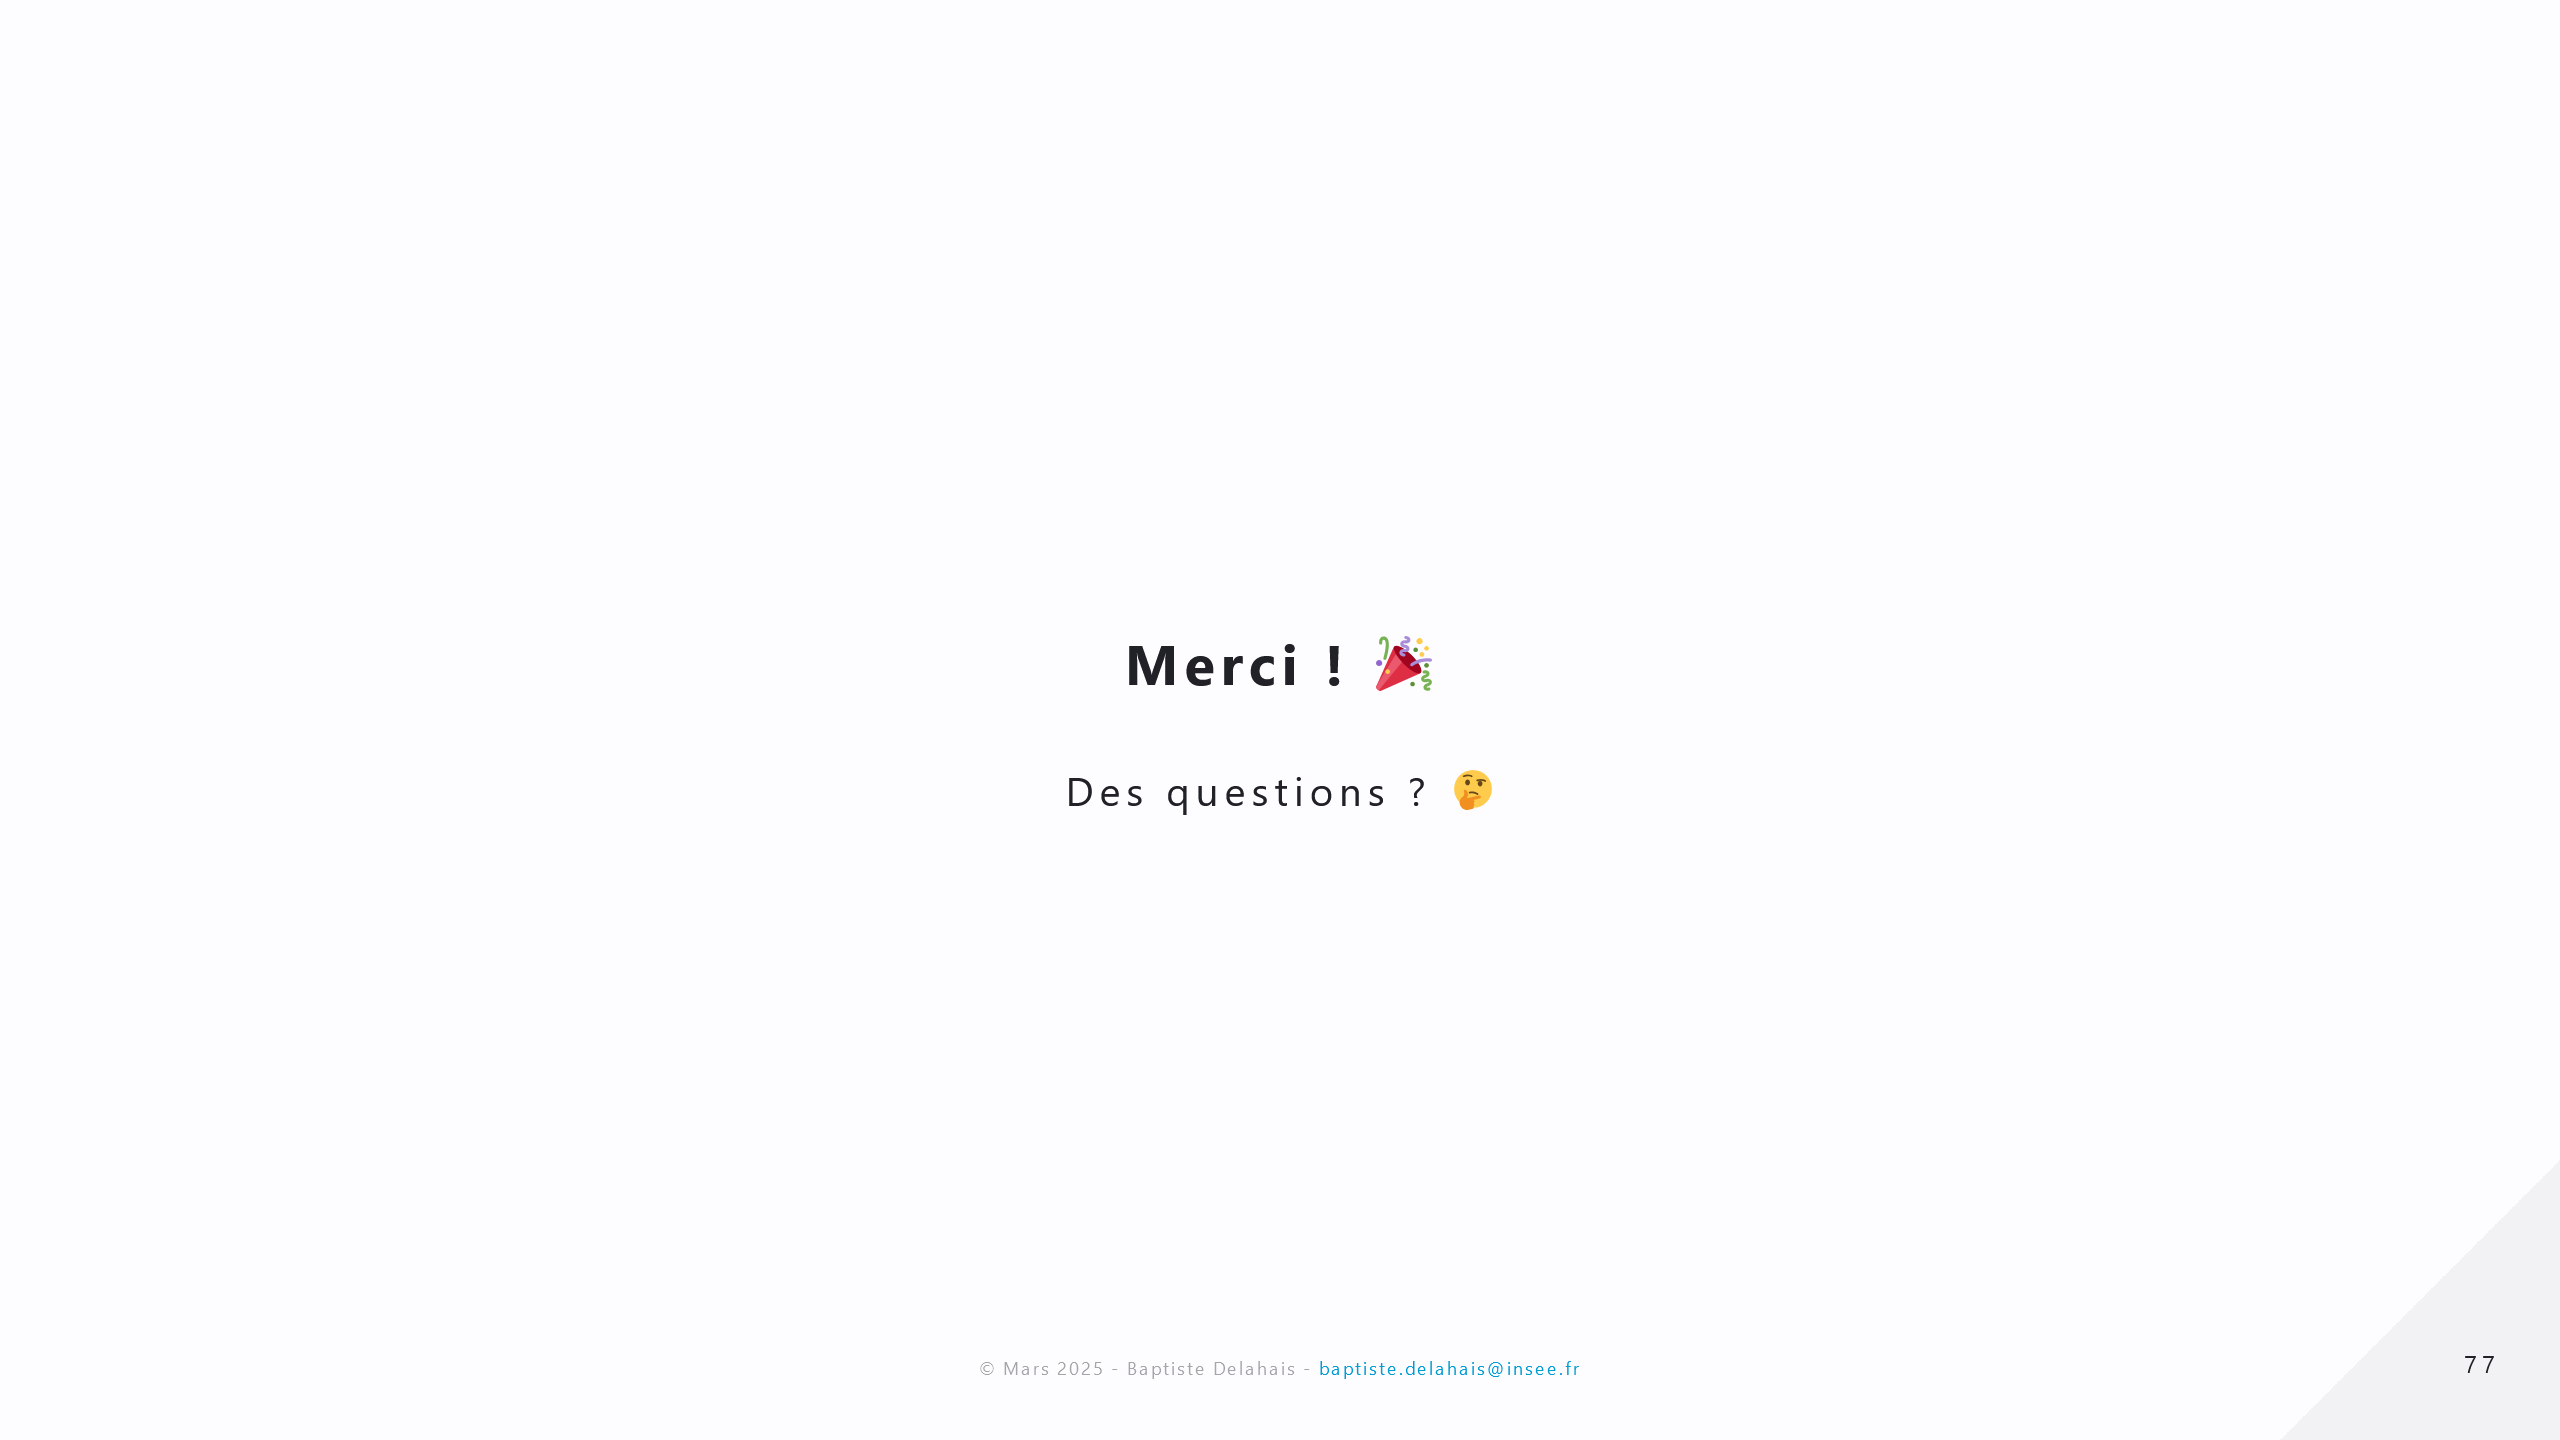 Merci ! 🎉
Des questions ? 🤔
© Mars 2025 - Baptiste Delahais - baptiste.delahais@insee.fr
77